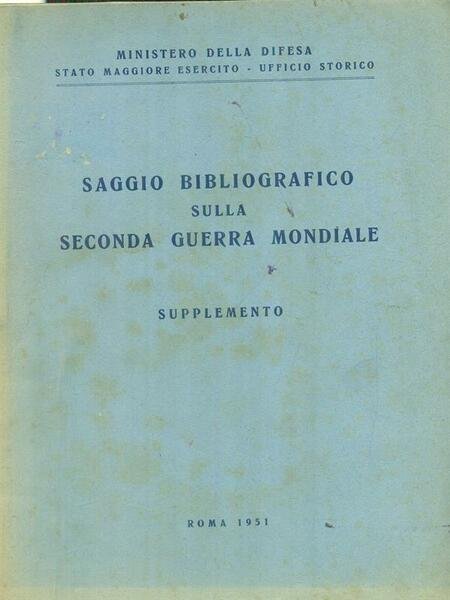 MINISTERO DELLA DIFESA
STATO MAGGIORE ESERCITO - UFFICIO STORICO
SAGGIO BIBLIOGRAFICO
SULLA
SECONDA GUERRA MONDIALE
SUPPLEMENTO
ROMA 1951